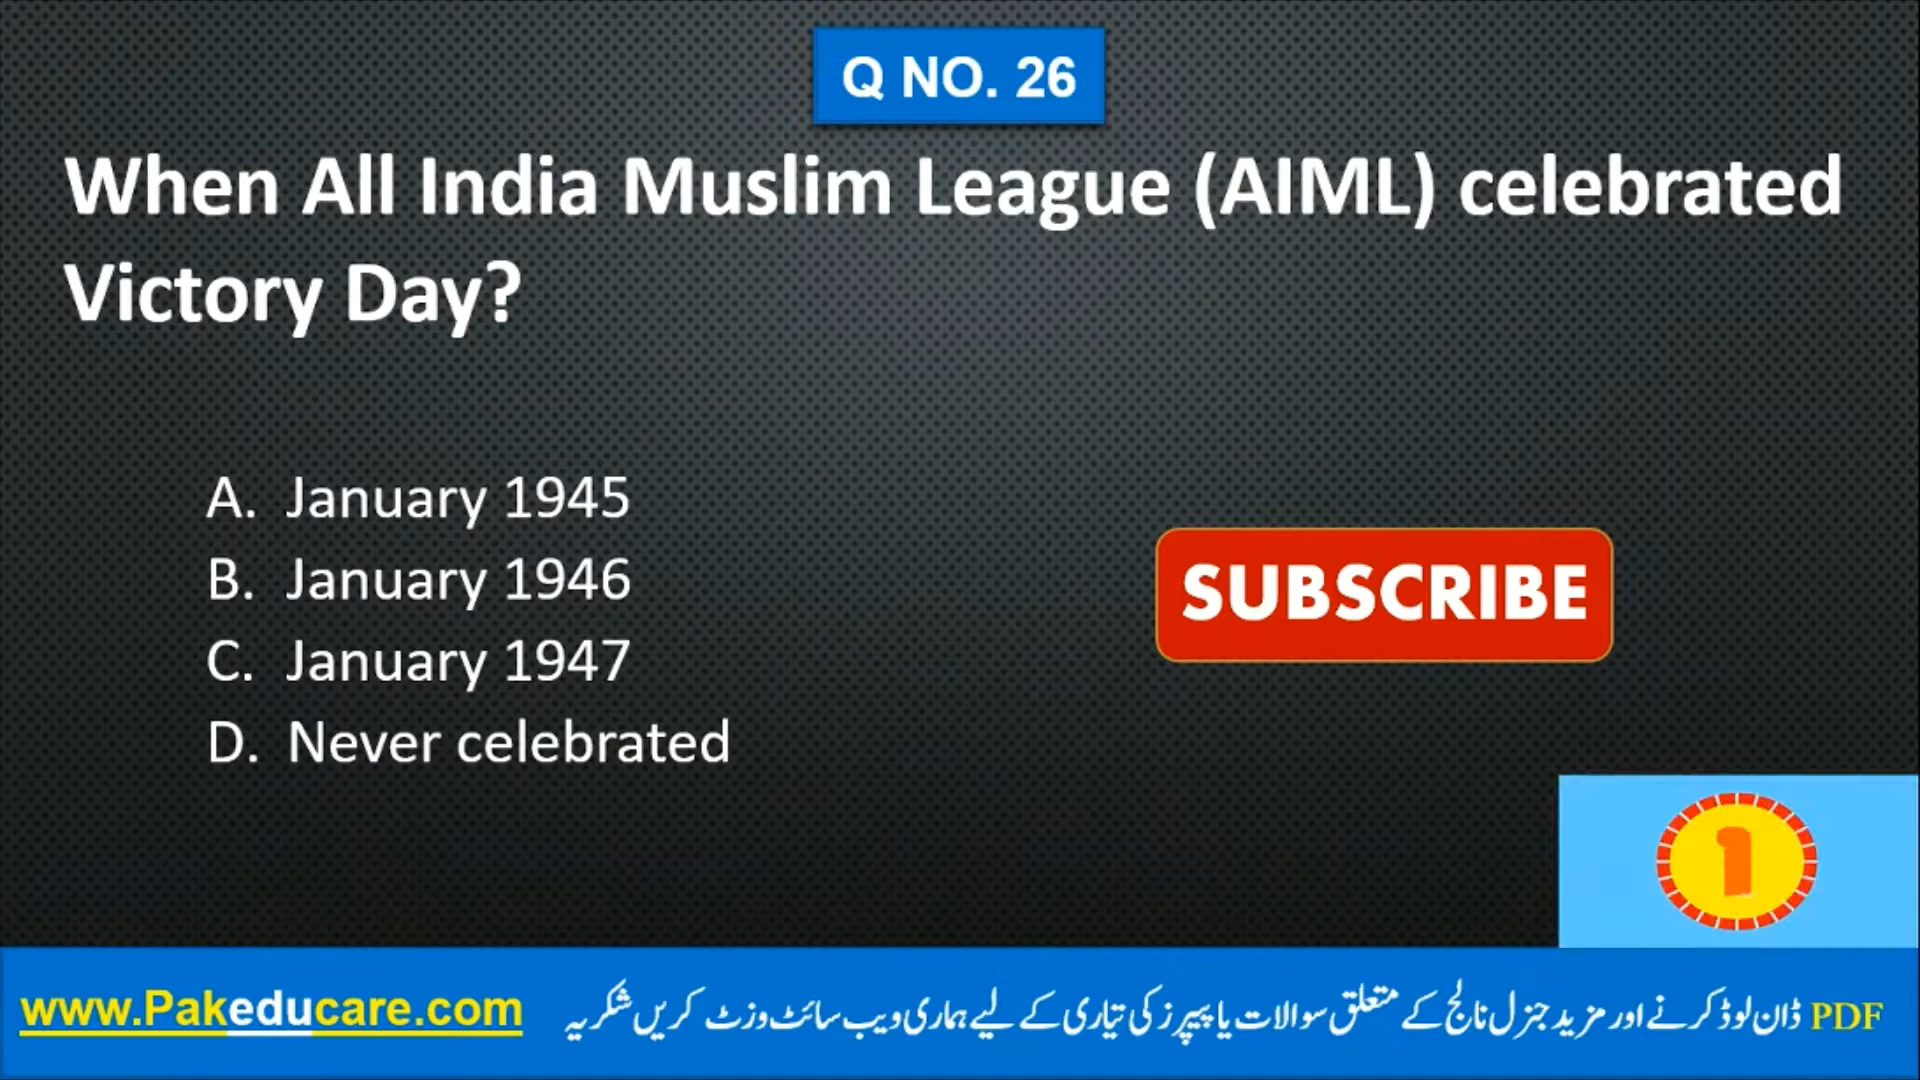 Q NO. 26
When All India Muslim League (AIML) celebrated
Victory Day?
A. January 1945
B. January 1946
C. January 1947
D. Never celebrated
SUBSCRIBE
1
www.Pakeducare.com
PDF ڈان لوڈ کرنے اور مزید جنرل نالج کے متعلق سوالات یا پیپرز کی تیاری کے لیے ہماری ویب سائٹ وزٹ کریں شکریہ